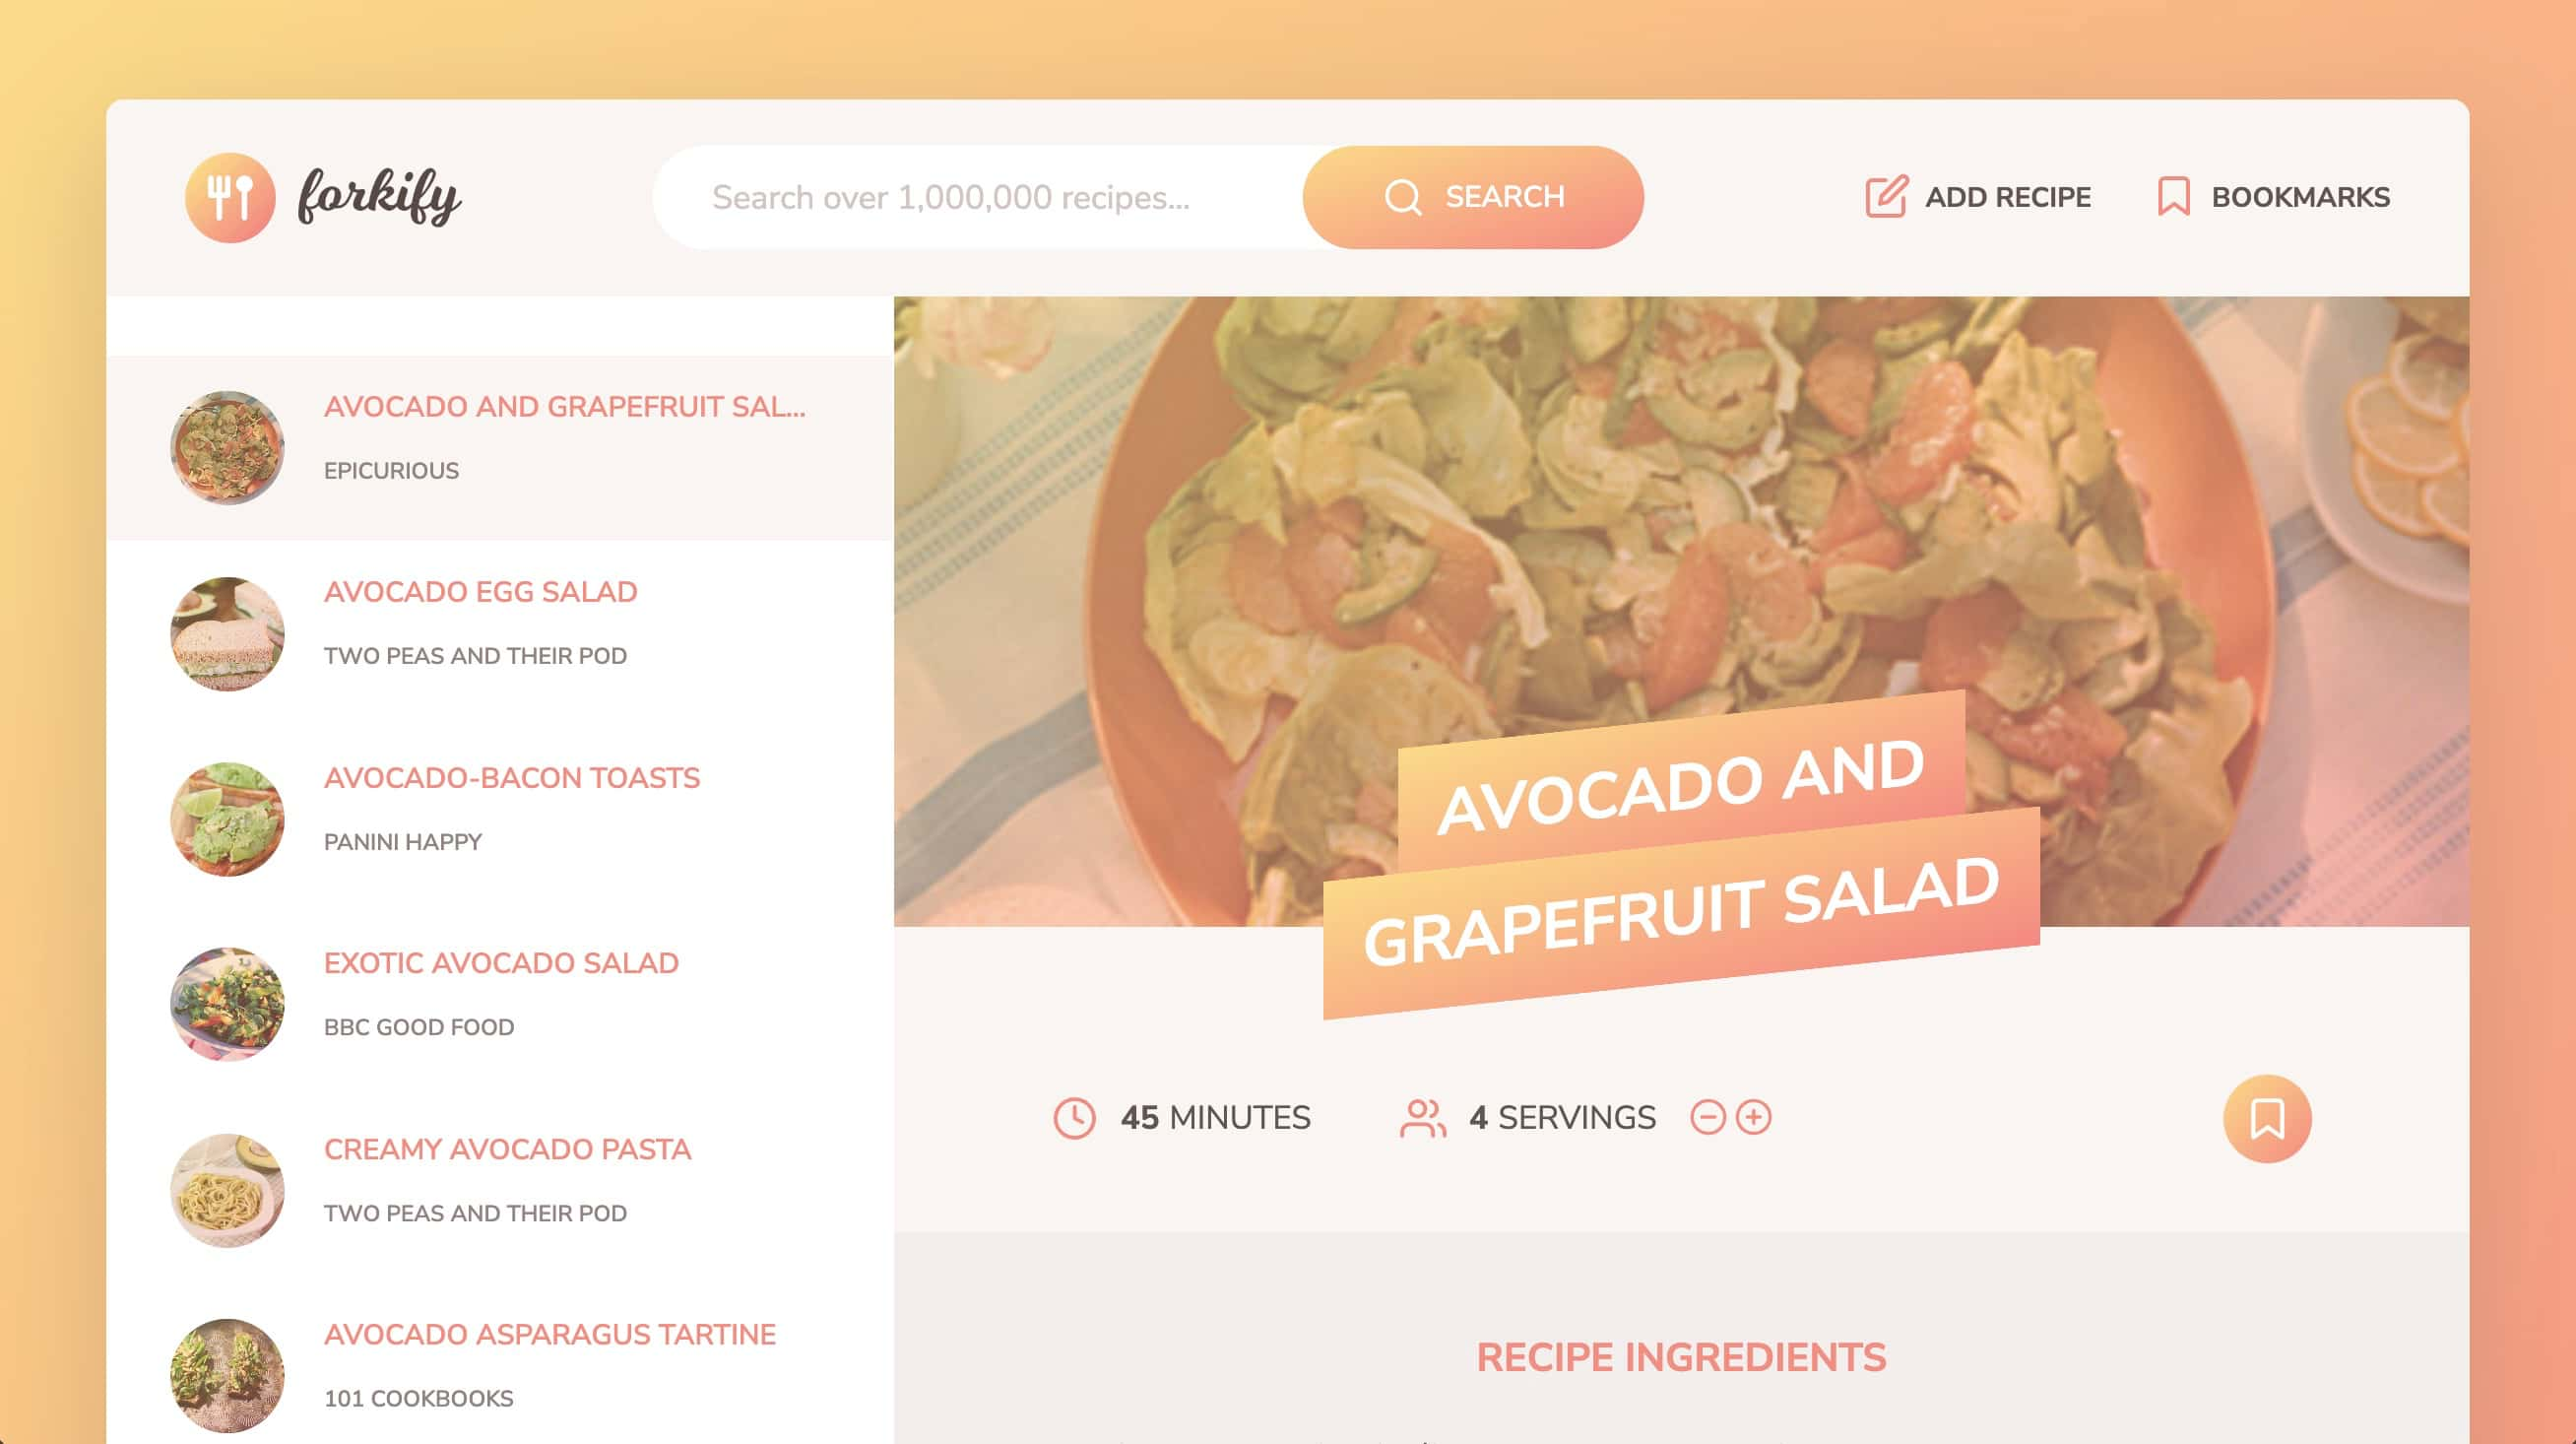 forkify
Search over 1,000,000 recipes...
SEARCH
ADD RECIPE
BOOKMARKS
AVOCADO AND GRAPEFRUIT SAL...
EPICURIOUS
AVOCADO EGG SALAD
TWO PEAS AND THEIR POD
AVOCADO-BACON TOASTS
PANINI HAPPY
EXOTIC AVOCADO SALAD
BBC GOOD FOOD
CREAMY AVOCADO PASTA
TWO PEAS AND THEIR POD
AVOCADO ASPARAGUS TARTINE
101 COOKBOOKS
AVOCADO AND
GRAPEFRUIT SALAD
45 MINUTES
4 SERVINGS
RECIPE INGREDIENTS